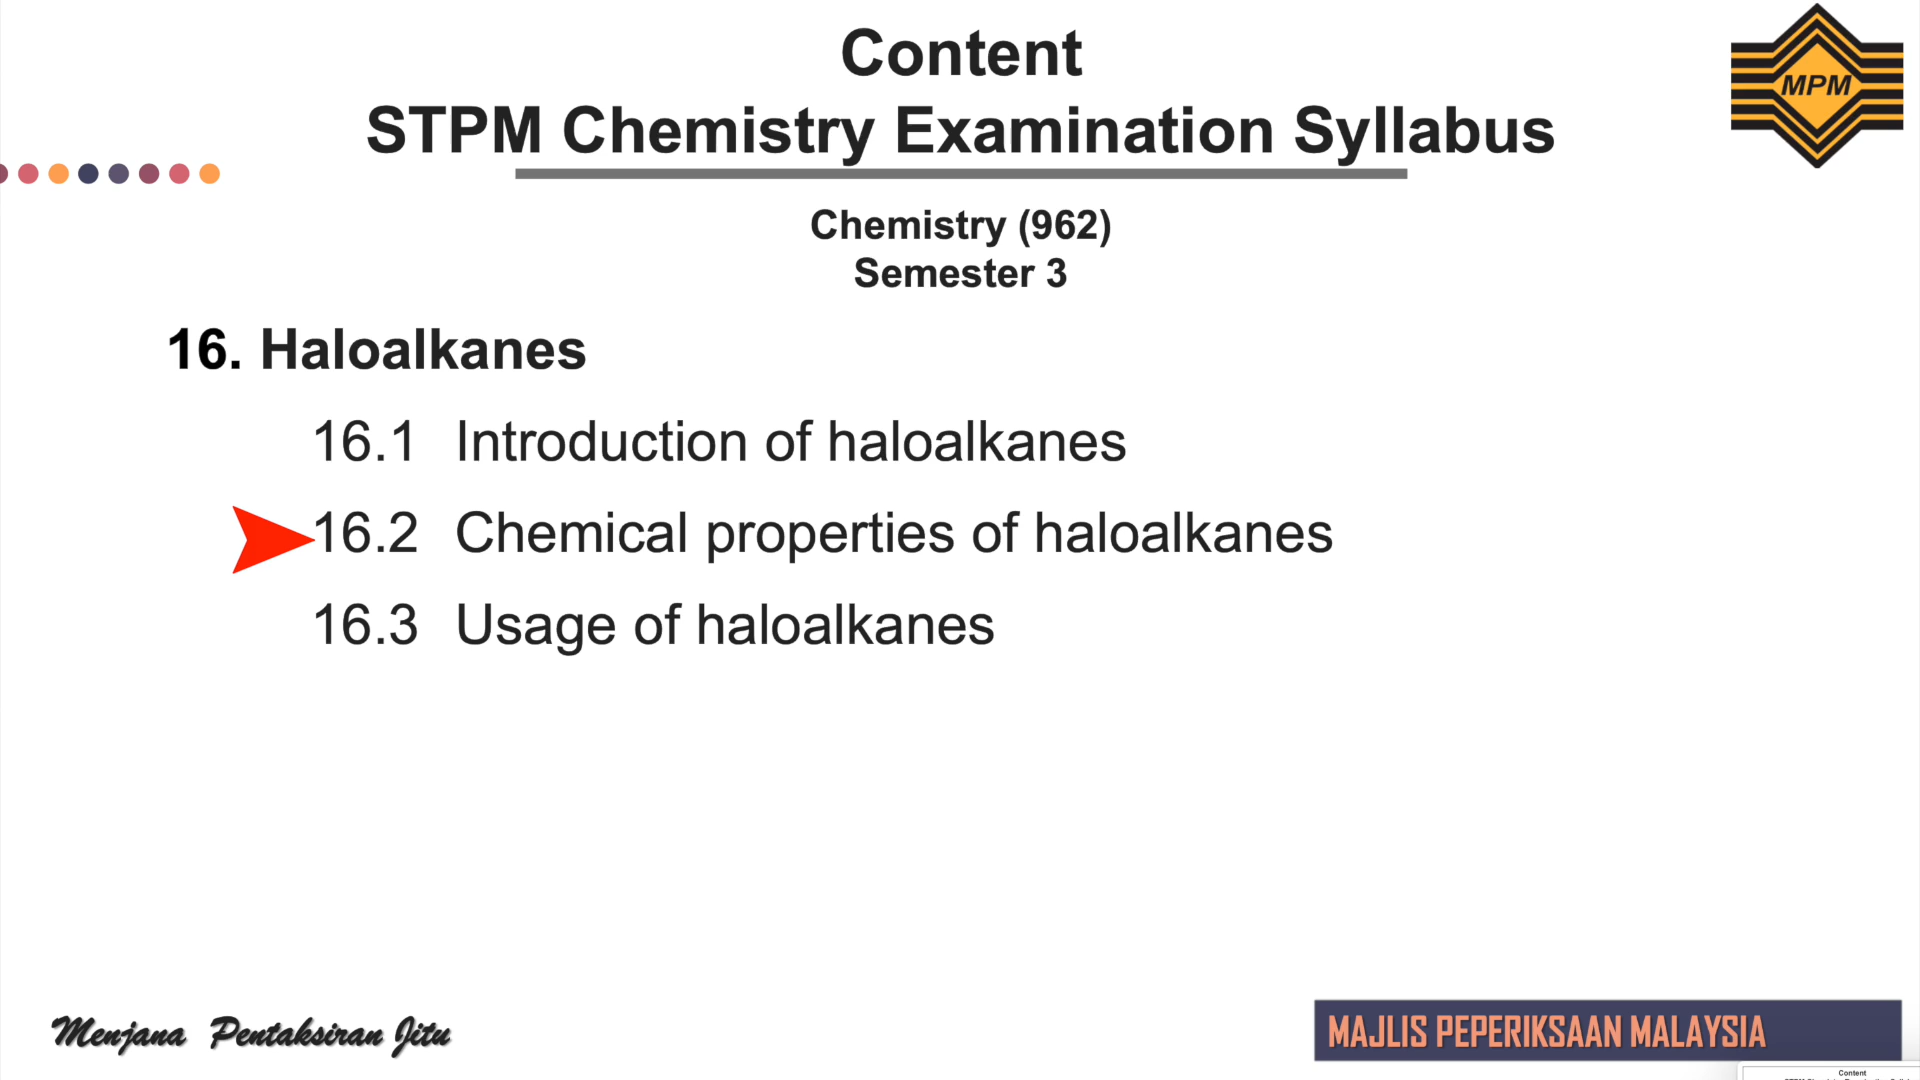 Content
STPM Chemistry Examination Syllabus
MPM
Chemistry (962)
Semester 3
16. Haloalkanes
16.1 Introduction of haloalkanes
16.2 Chemical properties of haloalkanes
16.3 Usage of haloalkanes
Menjana Pentaksiran Jitu
MAJLIS PEPERIKSAAN MALAYSIA
Content